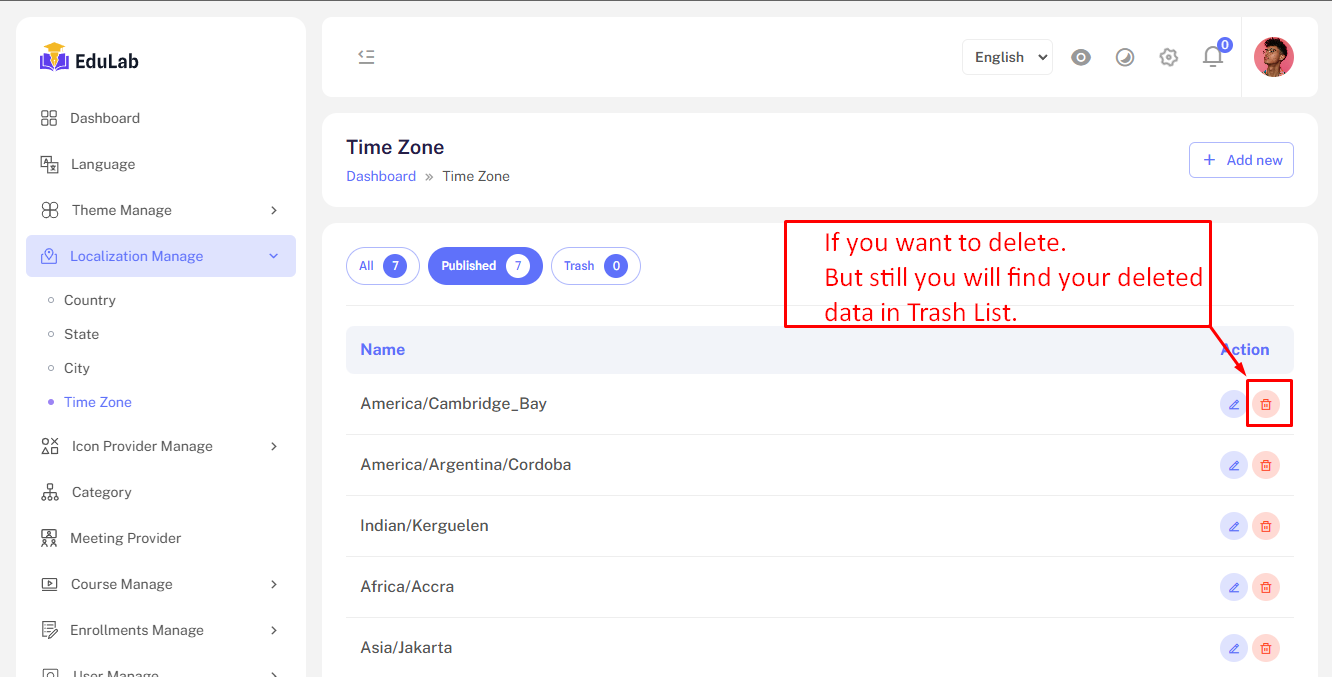 EduLab
Dashboard
Language
Theme Manage
Localization Manage
Country
State
City
Time Zone
Icon Provider Manage
Category
Meeting Provider
Course Manage
Enrollments Manage
User Manage
English
0
Time Zone
Dashboard » Time Zone
+ Add new
All 7
Published 7
Trash 0
If you want to delete.
But still you will find your deleted
data in Trash List.
Name Action
America/Cambridge_Bay
America/Argentina/Cordoba
Indian/Kerguelen
Africa/Accra
Asia/Jakarta